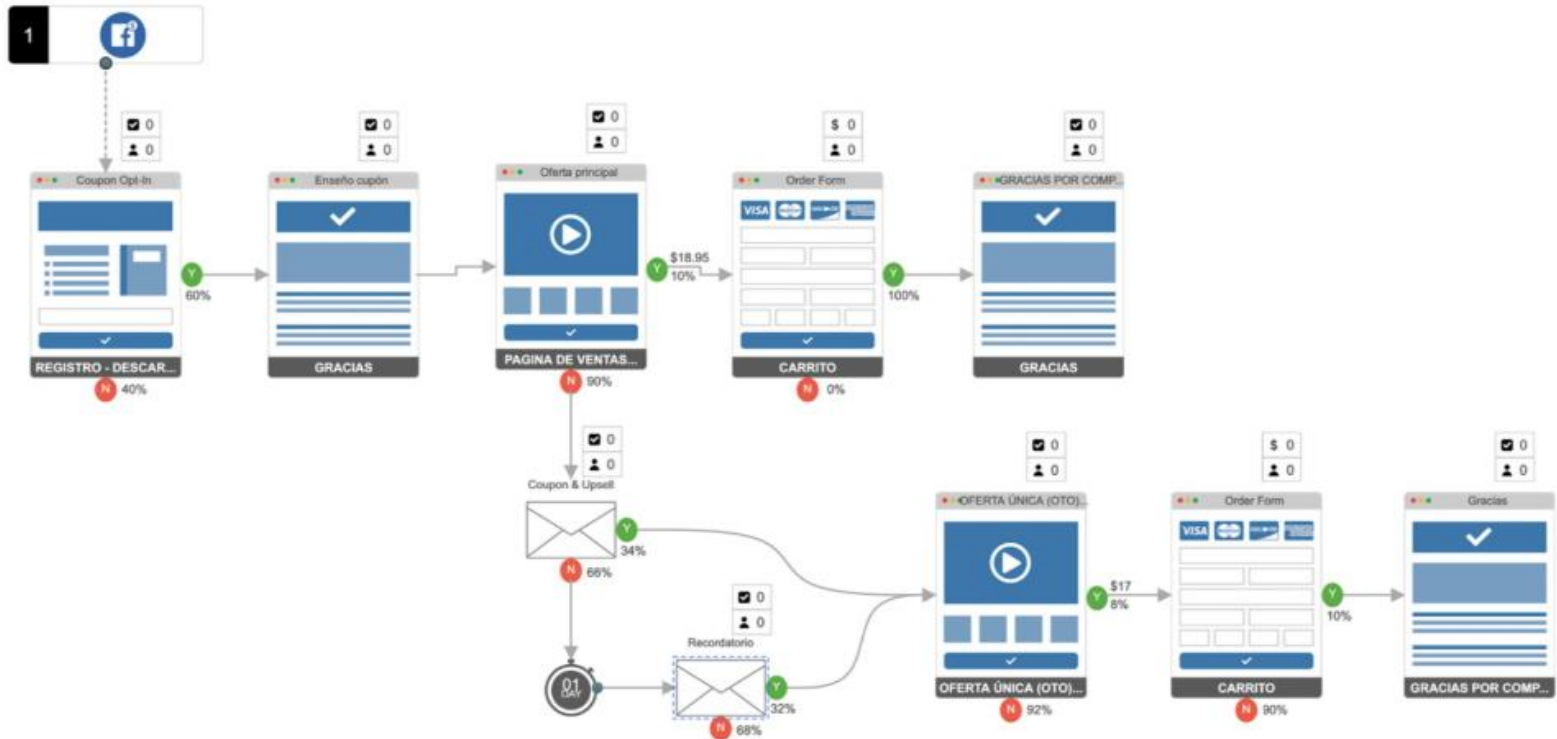 1
0
0
0
0
0
0
$ 0
0
0
0
Coupon Opt-In
Enseño cupón
Oferta principal
Order Form
GRACIAS POR COMP...
VISA
VISA
Y
60%
Y
$18.95
10%
Y
100%
REGISTRO - DESCAR...
GRACIAS
PAGINA DE VENTAS...
CARRITO
GRACIAS
N 40%
N 90%
N 0%
0
0
Coupon & Upsell
Y
34%
N 66%
01
DAY
0
0
Recordatorio
Y
32%
N 68%
0
0
$ 0
0
0
0
OFERTA ÚNICA (OTO)...
Order Form
Gracias
Y
$17
8%
Y
10%
OFERTA ÚNICA (OTO)...
CARRITO
GRACIAS POR COMP...
N 92%
N 90%